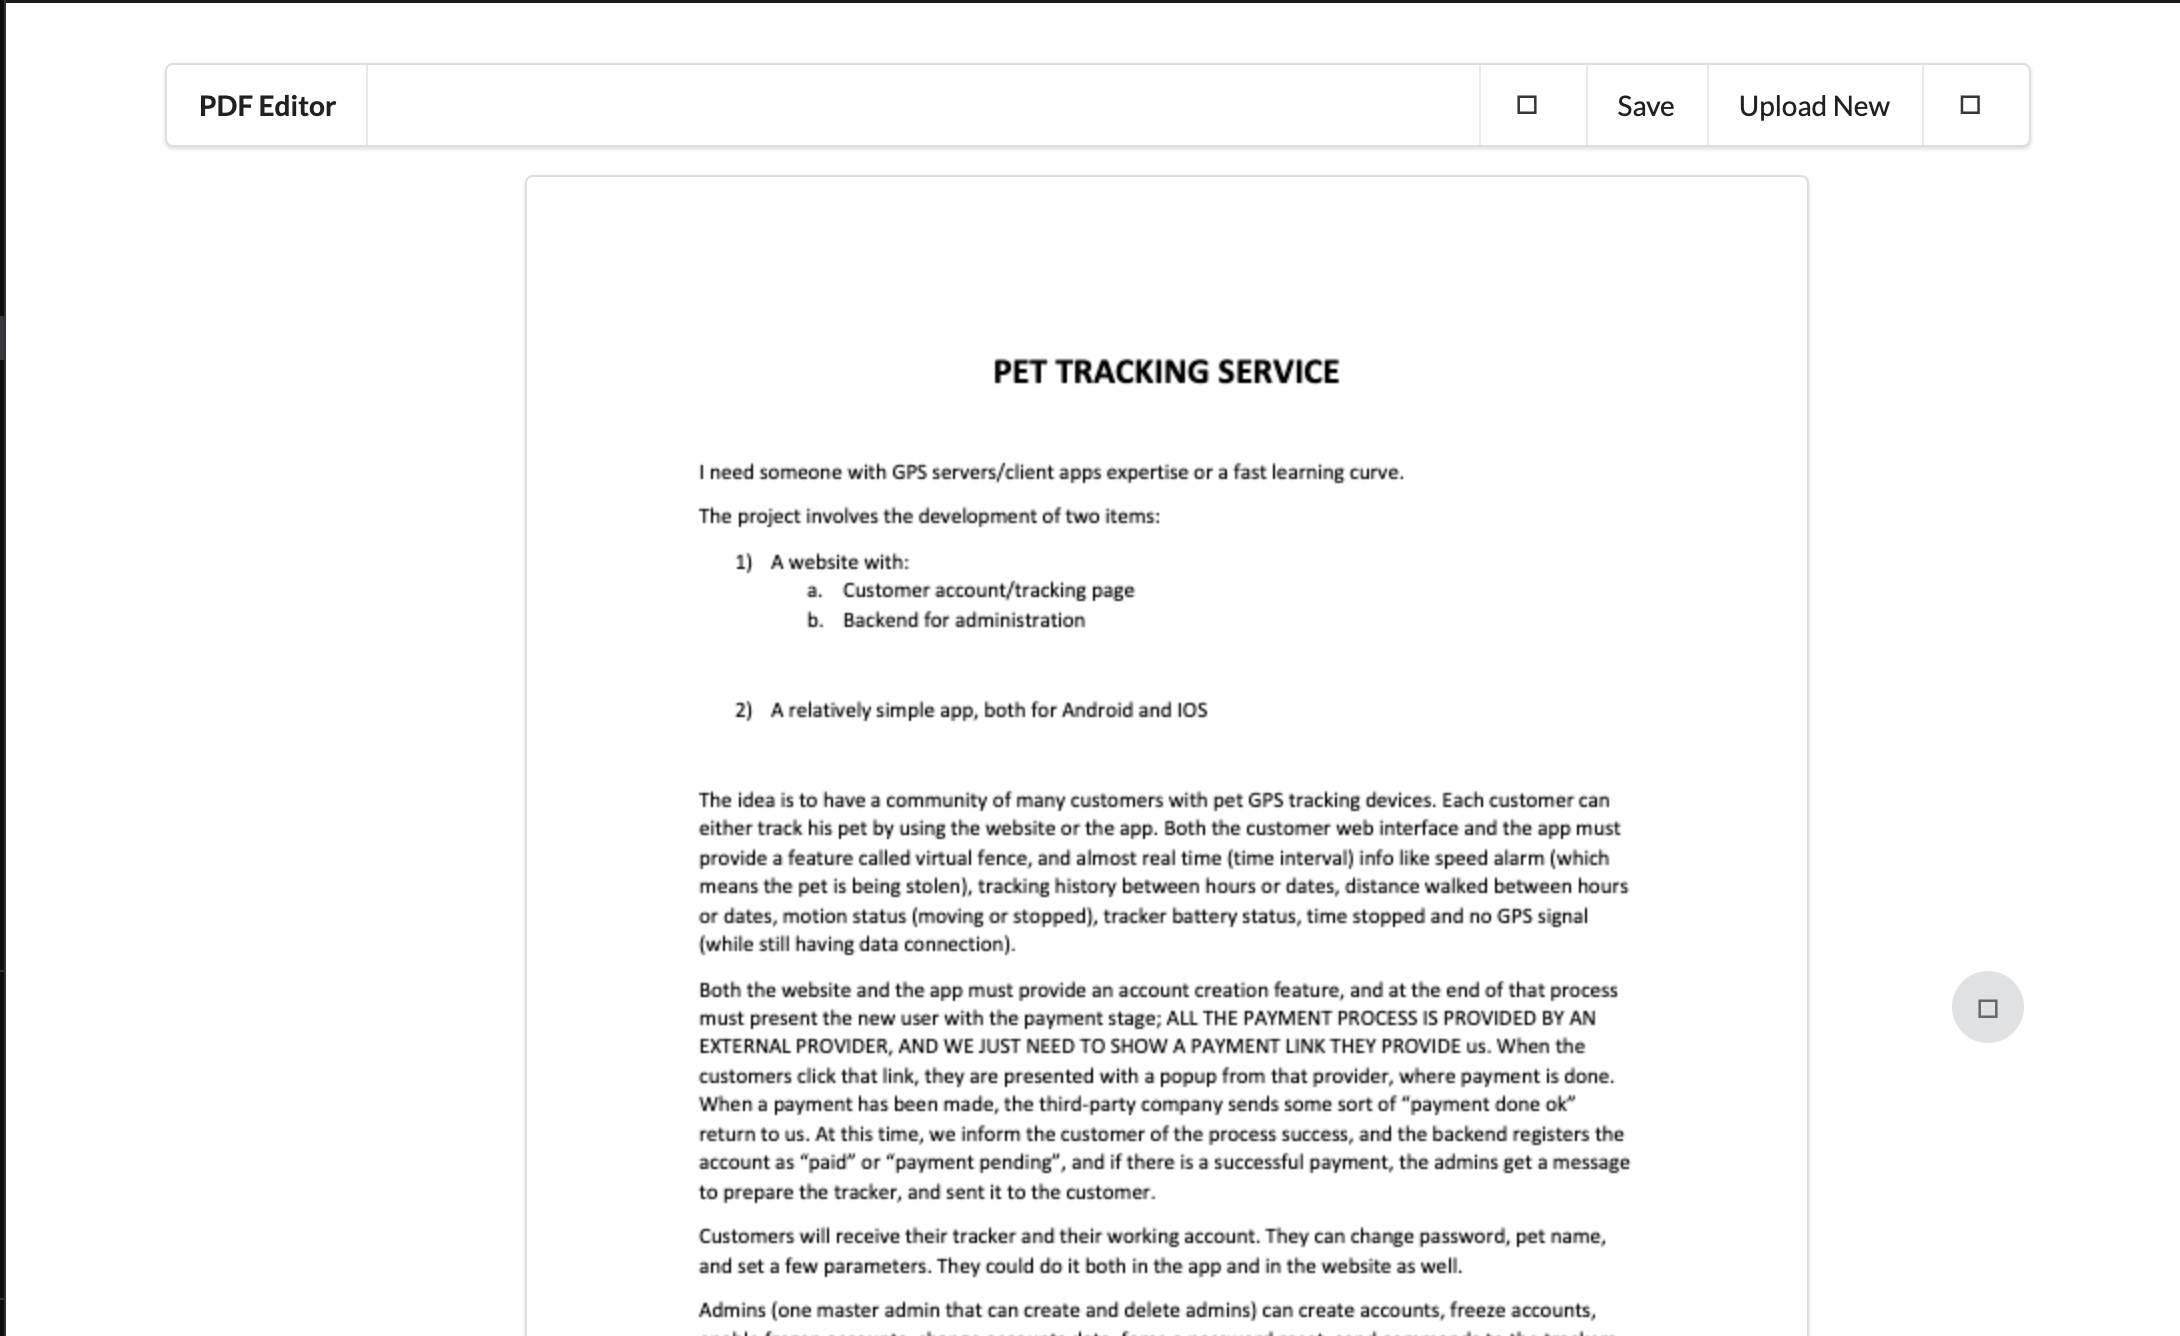 PDF Editor
Save
Upload New
PET TRACKING SERVICE
I need someone with GPS servers/client apps expertise or a fast learning curve.
The project involves the development of two items:
1) A website with:
a. Customer account/tracking page
b. Backend for administration
2) A relatively simple app, both for Android and IOS
The idea is to have a community of many customers with pet GPS tracking devices. Each customer can
either track his pet by using the website or the app. Both the customer web interface and the app must
provide a feature called virtual fence, and almost real time (time interval) info like speed alarm (which
means the pet is being stolen), tracking history between hours or dates, distance walked between hours
or dates, motion status (moving or stopped), tracker battery status, time stopped and no GPS signal
(while still having data connection).
Both the website and the app must provide an account creation feature, and at the end of that process
must present the new user with the payment stage; ALL THE PAYMENT PROCESS IS PROVIDED BY AN
EXTERNAL PROVIDER, AND WE JUST NEED TO SHOW A PAYMENT LINK THEY PROVIDE us. When the
customers click that link, they are presented with a popup from that provider, where payment is done.
When a payment has been made, the third-party company sends some sort of “payment done ok”
return to us. At this time, we inform the customer of the process success, and the backend registers the
account as “paid” or “payment pending”, and if there is a successful payment, the admins get a message
to prepare the tracker, and sent it to the customer.
Customers will receive their tracker and their working account. They can change password, pet name,
and set a few parameters. They could do it both in the app and in the website as well.
Admins (one master admin that can create and delete admins) can create accounts, freeze accounts,